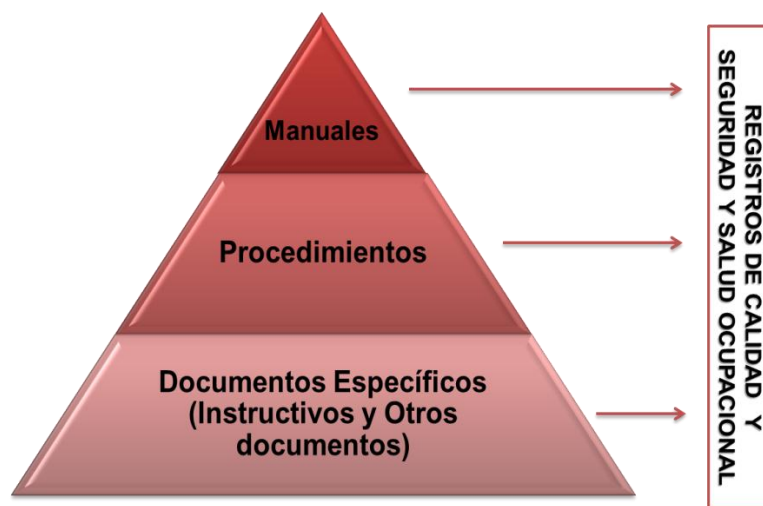 Manuales
Procedimientos
Documentos Específicos
(Instructivos y Otros
documentos)
REGISTROS DE CALIDAD Y
SEGURIDAD Y SALUD OCUPACIONAL